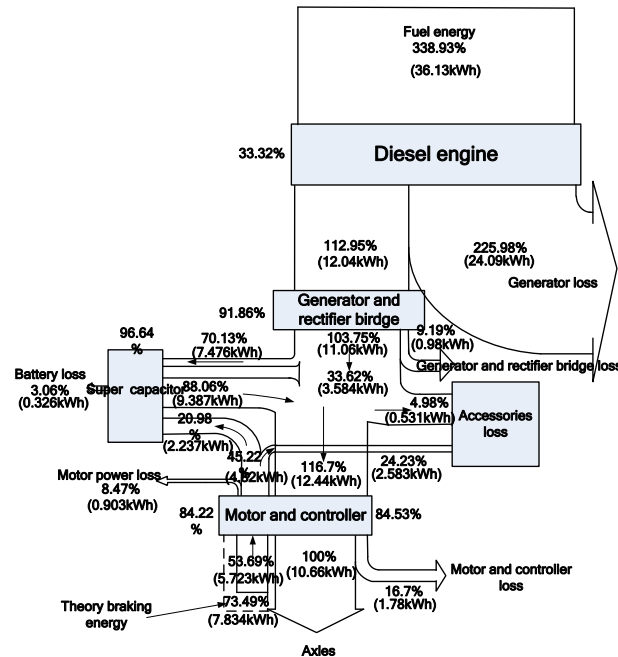 Fuel energy
338.93%
(36.13kWh)
33.32%
Diesel engine
112.95%
(12.04kWh)
225.98%
(24.09kWh)
Generator loss
91.86%
Generator and
rectifier birdge
96.64
%
70.13%
(7.476kWh)
103.75%
(11.06kWh)
9.19%
(0.98kWh)
Generator and rectifier bridge loss
Battery loss
3.06%
(0.326kWh)
Super capacitor
88.06%
(9.387kWh)
33.62%
(3.584kWh)
4.98%
(0.531kWh)
Accessories
loss
20.98
%
(2.237kWh)
45.22
%
(4.82kWh)
116.7%
(12.44kWh)
24.23%
(2.583kWh)
Motor power loss
8.47%
(0.903kWh)
84.22
%
Motor and controller
84.53%
53.69%
(5.723kWh)
100%
(10.66kWh)
Motor and controller
loss
16.7%
(1.78kWh)
73.49%
(7.834kWh)
Theory braking
energy
Axles